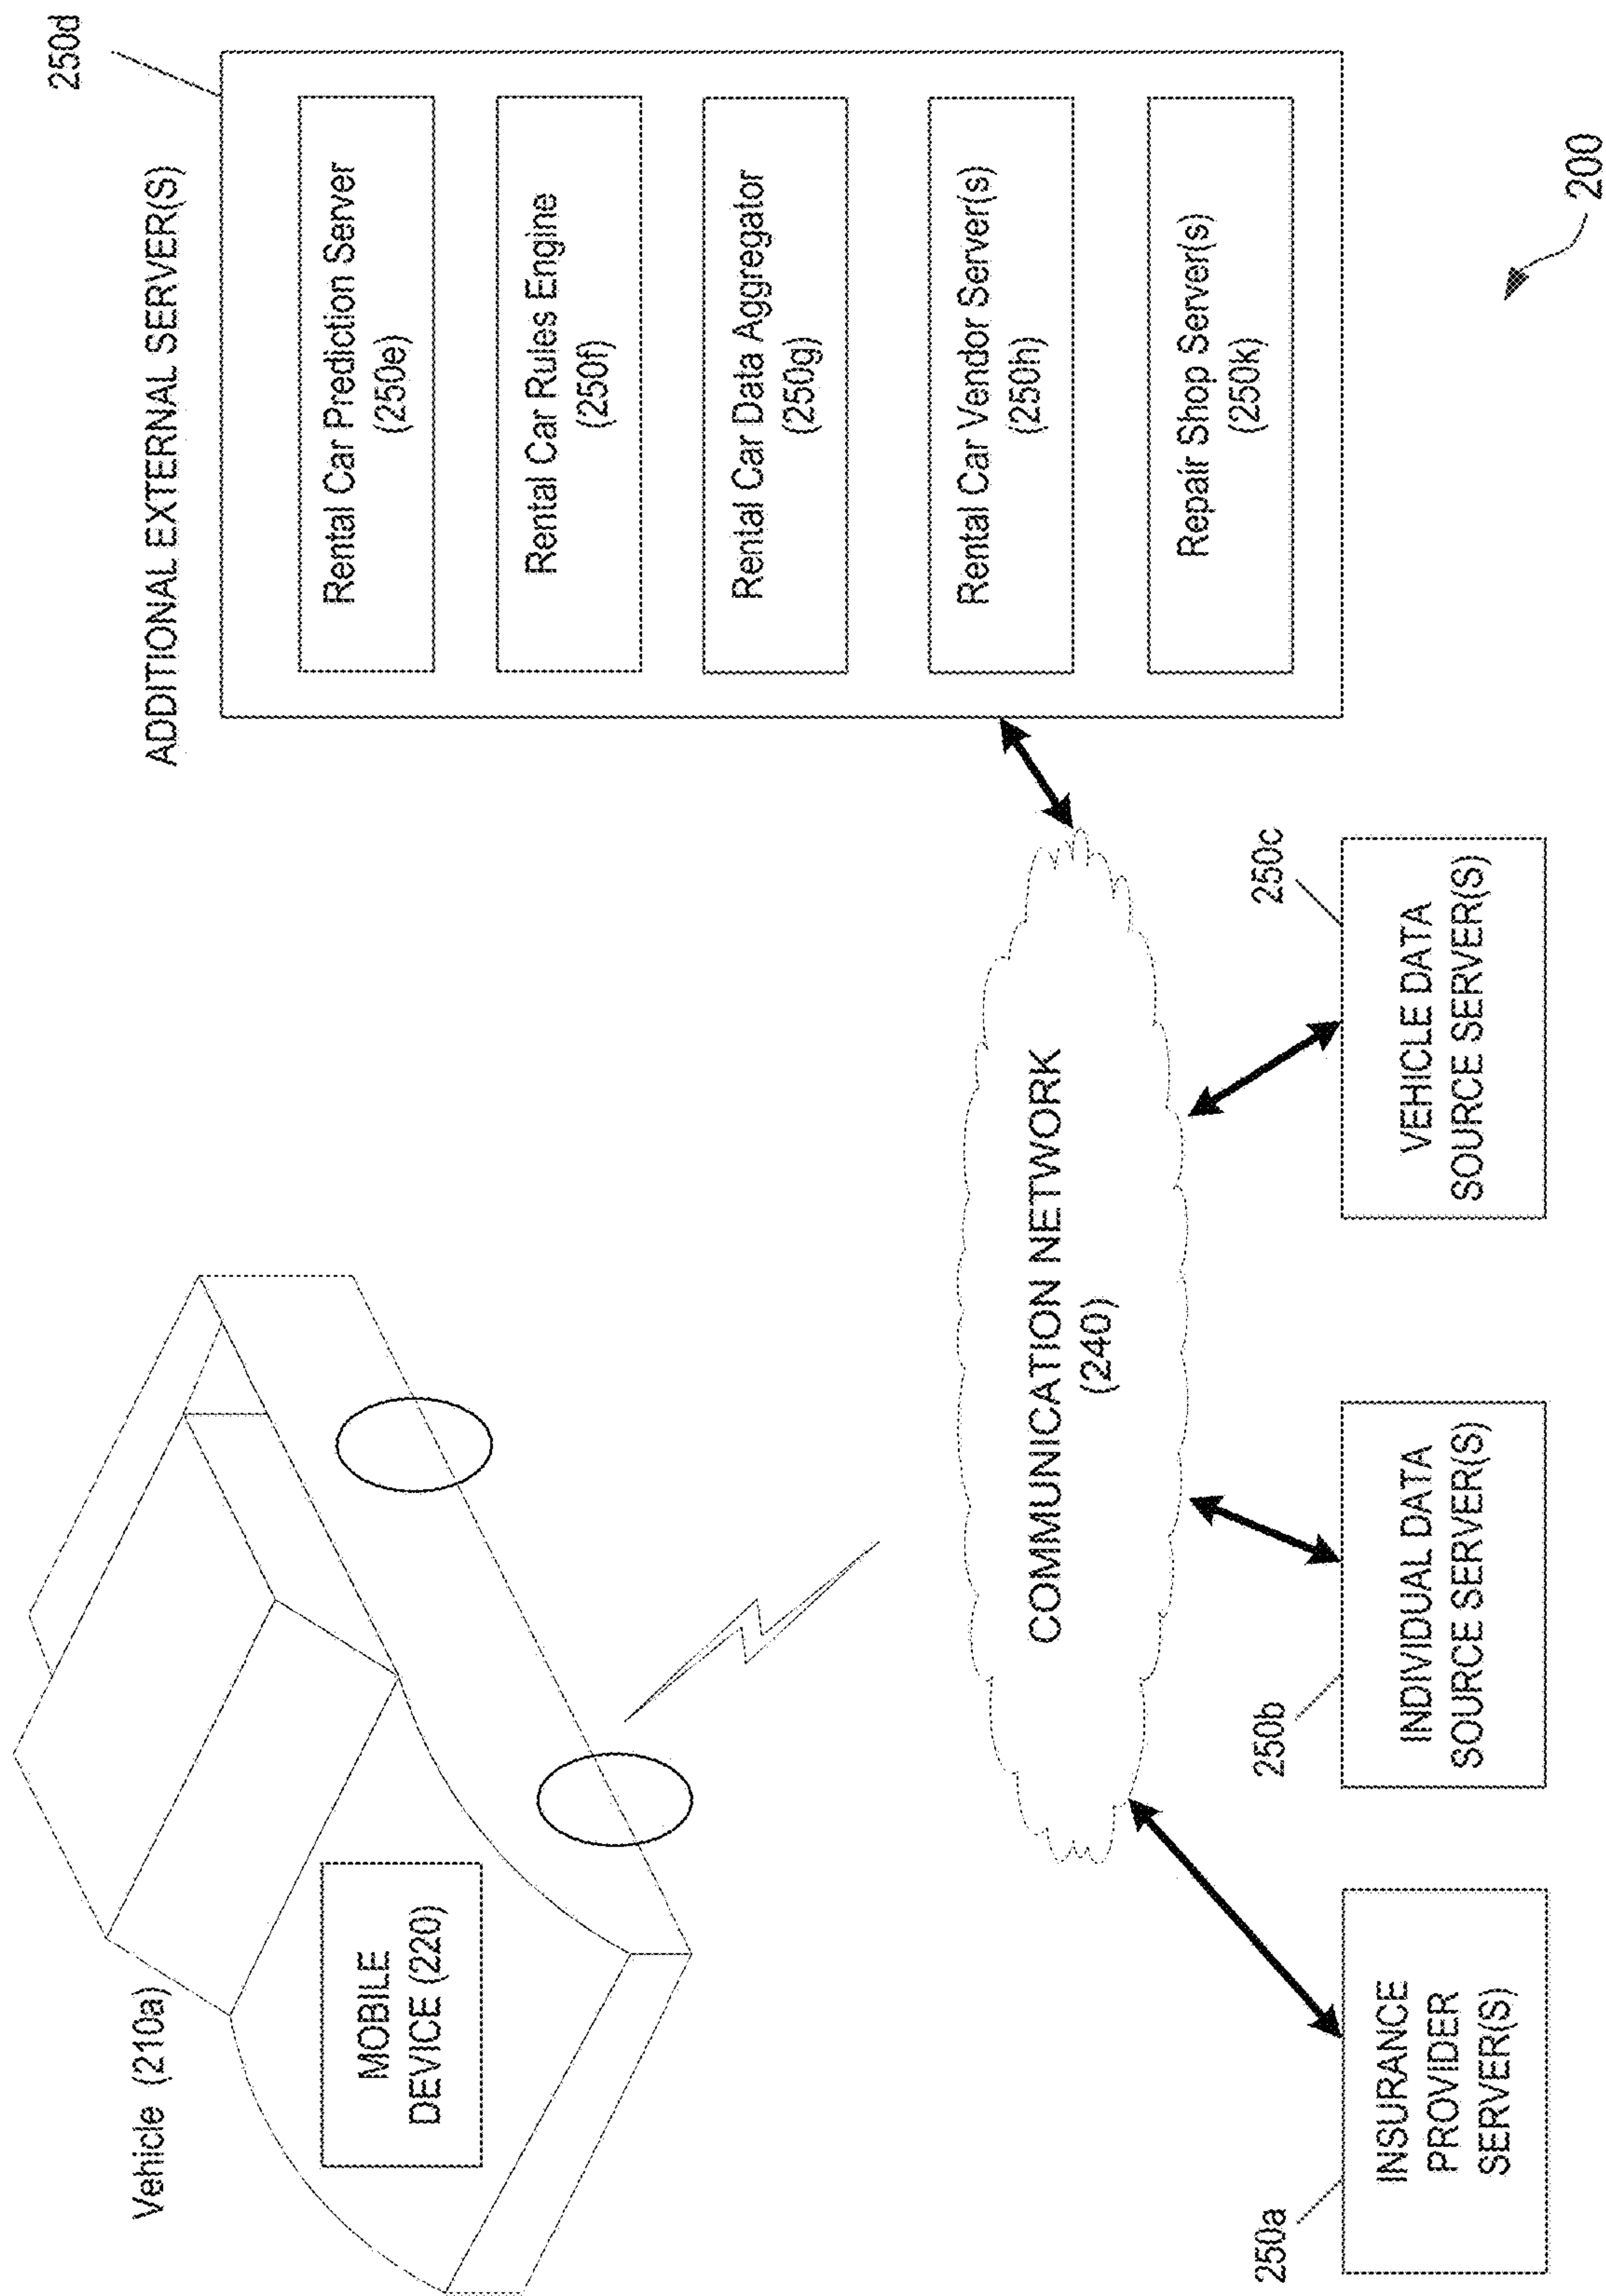 Vehicle (210a)
MOBILE
DEVICE (220)
ADDITIONAL EXTERNAL SERVER(S)
250d
Rental Car Prediction Server
(250e)
Rental Car Rules Engine
(250f)
Rental Car Data Aggregator
(250g)
Rental Car Vendor Server(s)
(250h)
Repair Shop Server(s)
(250k)
COMMUNICATION NETWORK
(240)
250a
INSURANCE
PROVIDER
SERVER(S)
250b
INDIVIDUAL DATA
SOURCE SERVER(S)
250c
VEHICLE DATA
SOURCE SERVER(S)
200